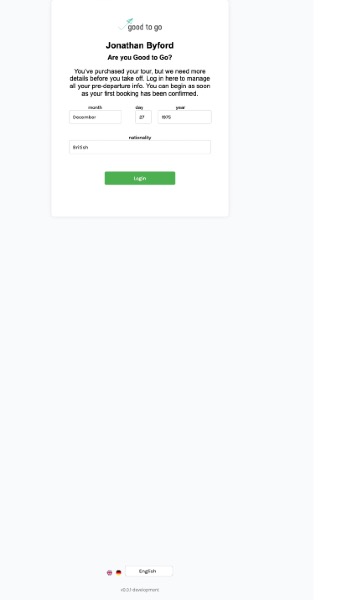 good to go
Jonathan Byford
Are you Good to Go?
You've purchased your tour, but we need more
details before you take off. Log in here to manage
all your pre-departure info. You can begin as soon
as your first booking has been confirmed.
month day year
December 27 1975
nationality
British
Login
English
v0.0.1-development